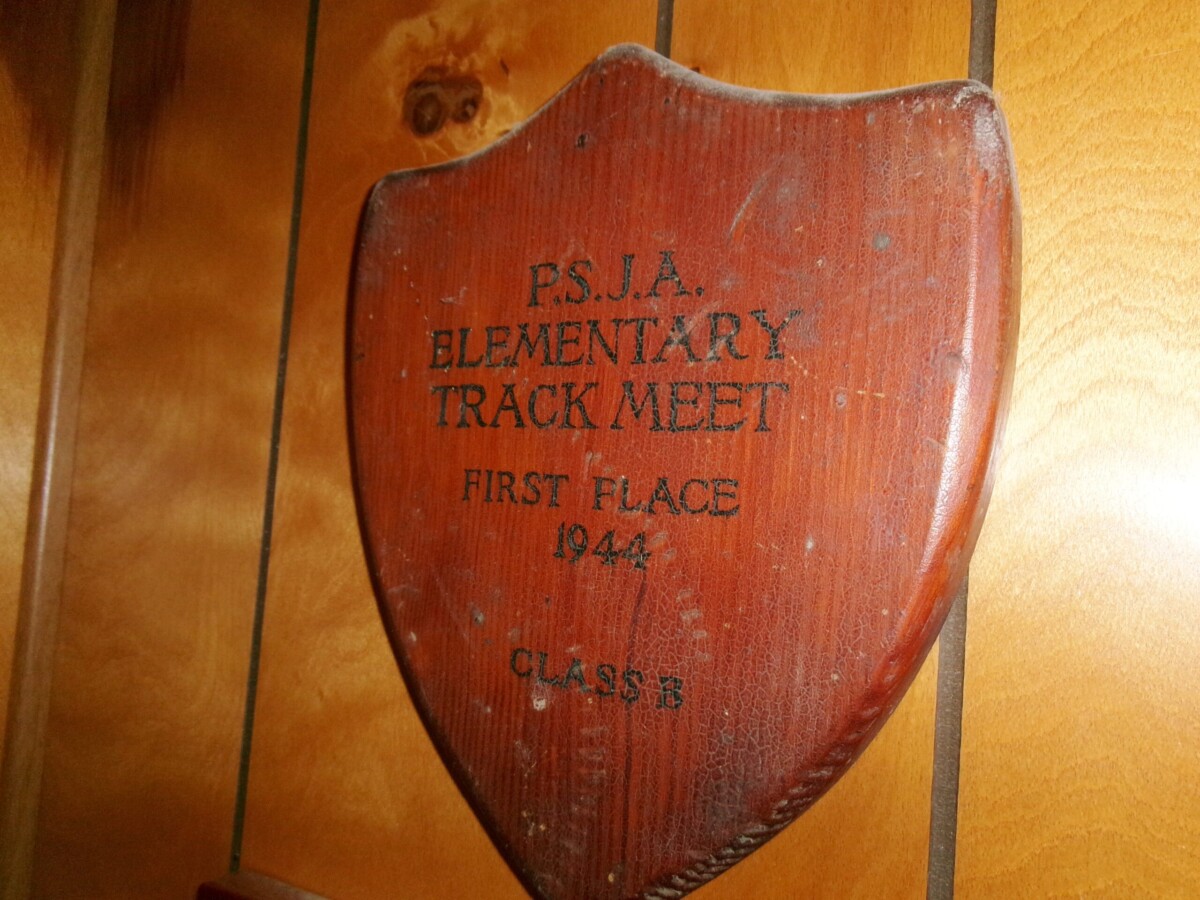 P.S.J.A.
ELEMENTARY
TRACK MEET
FIRST PLACE
1944
CLASS B